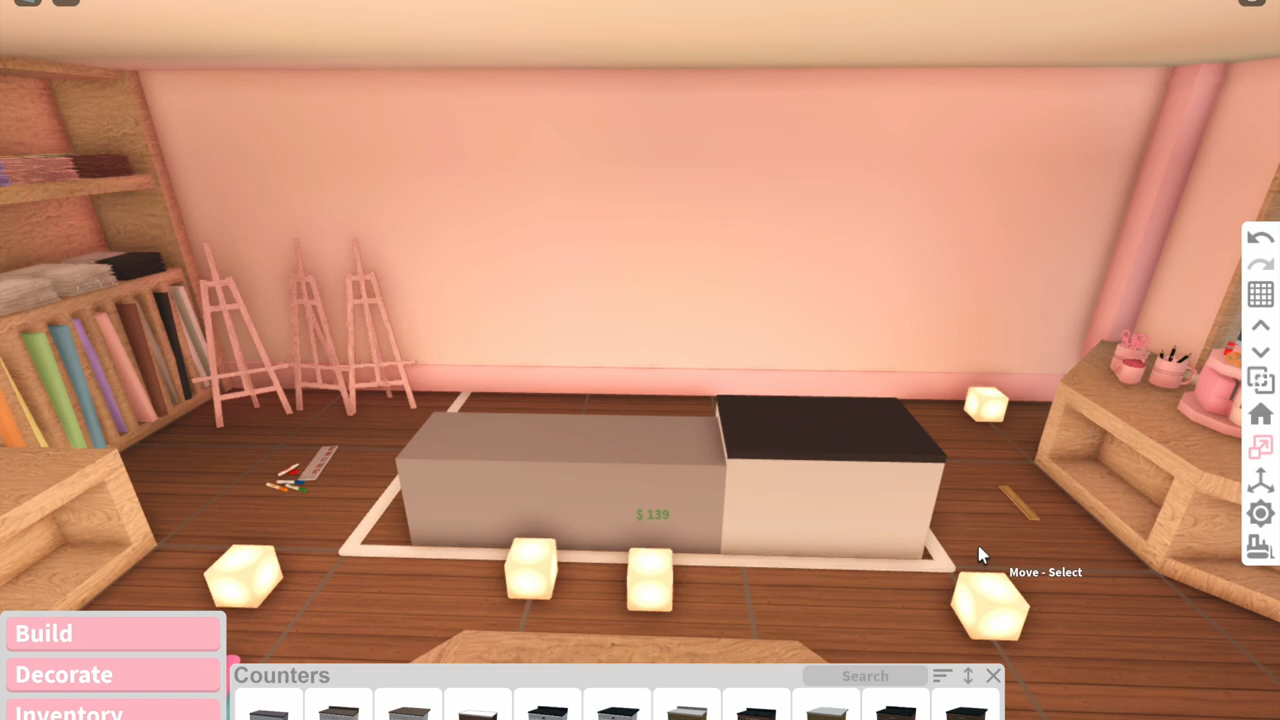 $ 139
Move - Select
Build
Decorate
Inventory
Counters
Search